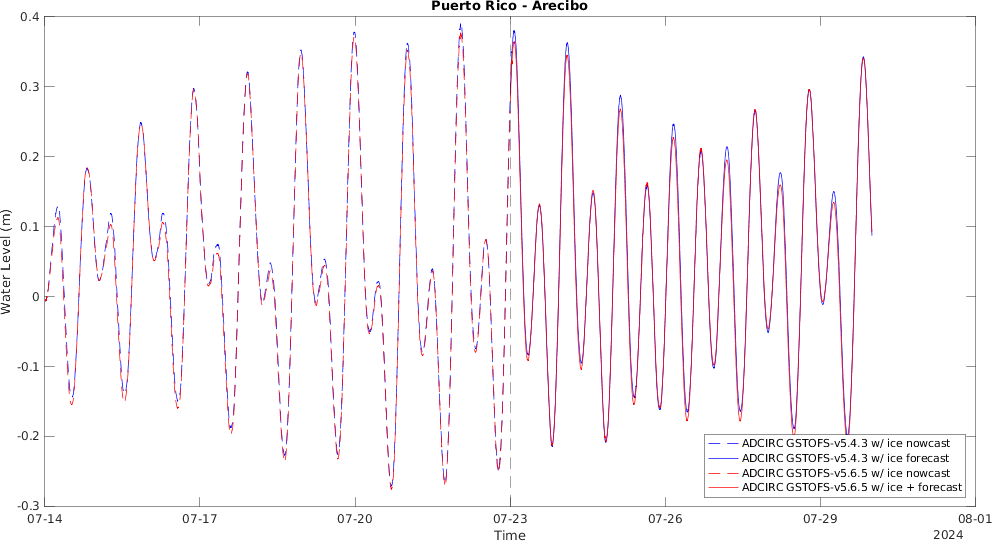 Puerto Rico - Arecibo
0.4
0.3
0.2
0.1
0
-0.1
-0.2
-0.3
Water Level (m)
07-14
07-17
07-20
07-23
07-26
07-29
08-01
Time
2024
ADCIRC GSTOFS-v5.4.3 w/ ice nowcast
ADCIRC GSTOFS-v5.4.3 w/ ice forecast
ADCIRC GSTOFS-v5.6.5 w/ ice nowcast
ADCIRC GSTOFS-v5.6.5 w/ ice + forecast